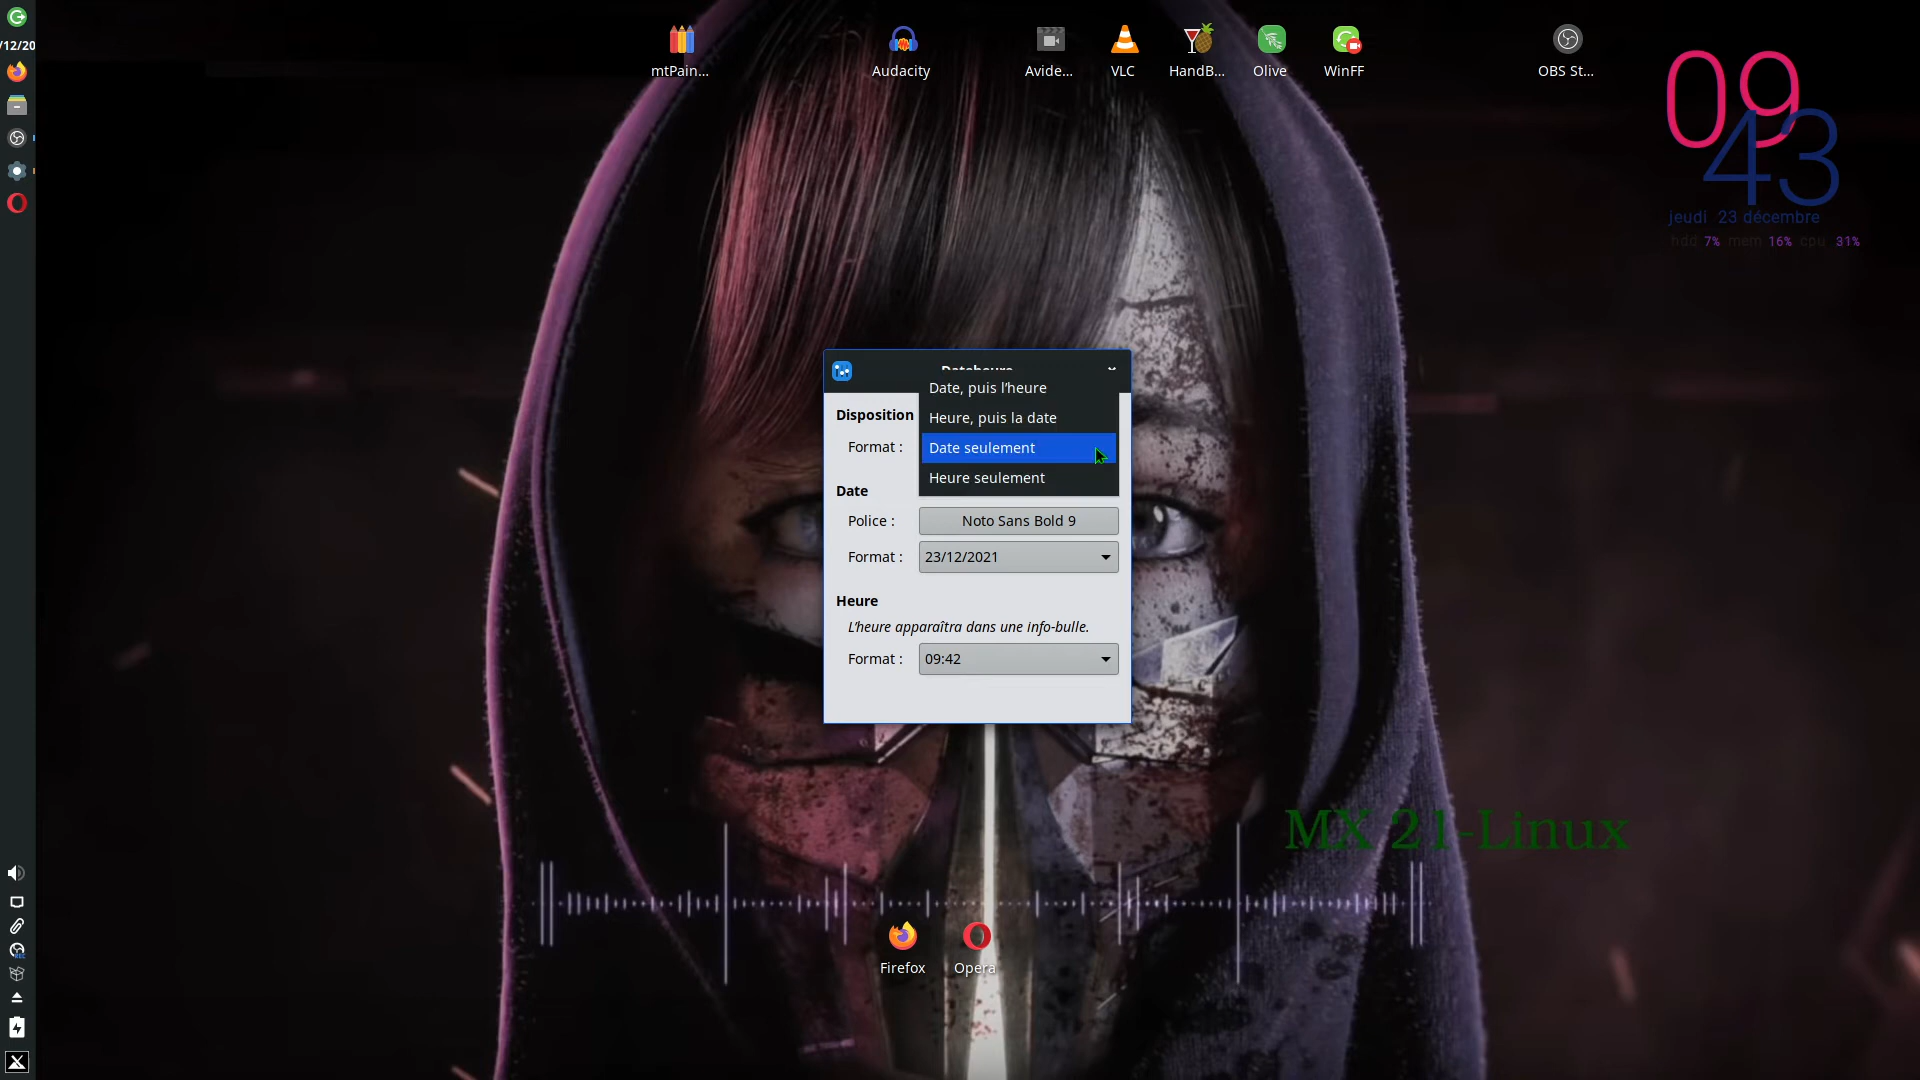 /12/20
mtPain...
Audacity
Avide...
VLC
HandB...
Olive
WinFF
OBS St...
09
43
jeudi 23 décembre
hdd 7% mem 16% cpu 31%
Dateheure
Date, puis l'heure
Heure, puis la date
Date seulement
Heure seulement
Disposition
Format :
Date
Police :
Noto Sans Bold 9
Format :
23/12/2021
Heure
L'heure apparaîtra dans une info-bulle.
Format :
09:42
MX 21-Linux
Firefox
Opera
REC